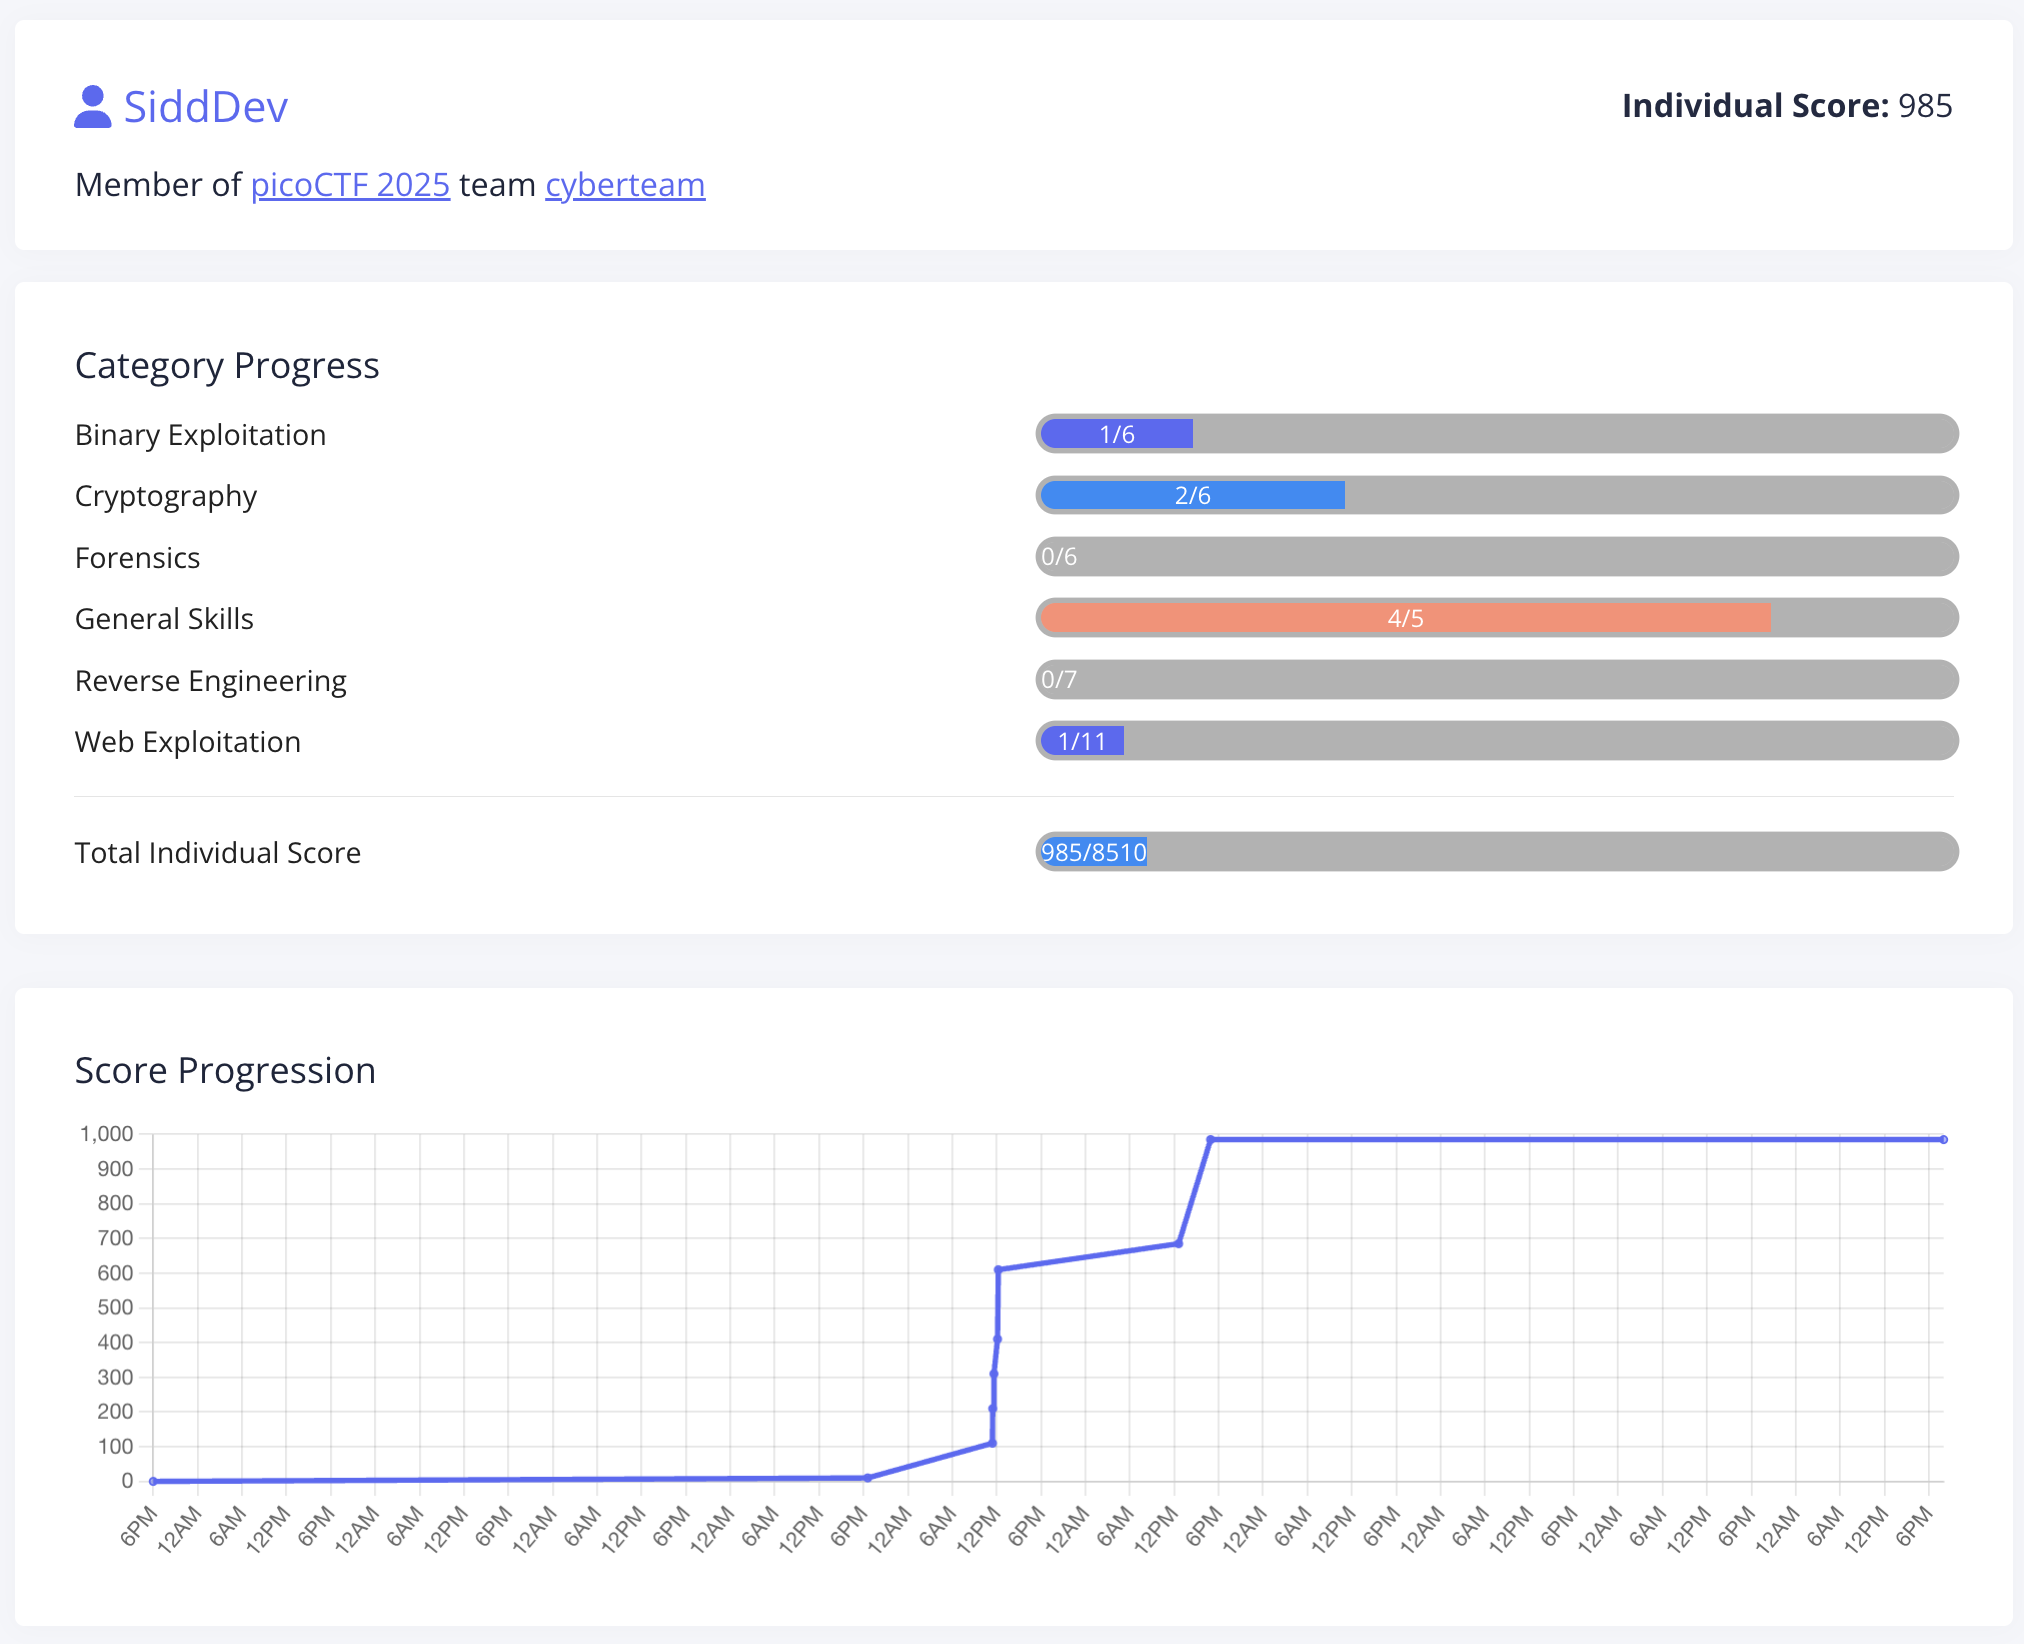 SiddDev
Individual Score: 985
Member of picoCTF 2025 team cyberteam
Category Progress
Binary Exploitation 1/6
Cryptography 2/6
Forensics 0/6
General Skills 4/5
Reverse Engineering 0/7
Web Exploitation 1/11
Total Individual Score 985/8510
Score Progression
1,000
900
800
700
600
500
400
300
200
100
0
6PM 12AM 6AM 12PM 6PM 12AM 6AM 12PM 6PM 12AM 6AM 12PM 6PM 12AM 6AM 12PM 6PM 12AM 6AM 12PM 6PM 12AM 6AM 12PM 6PM 12AM 6AM 12PM 6PM 12AM 6AM 12PM 6PM 12AM 6AM 12PM 6PM 12AM 6AM 12PM 6PM